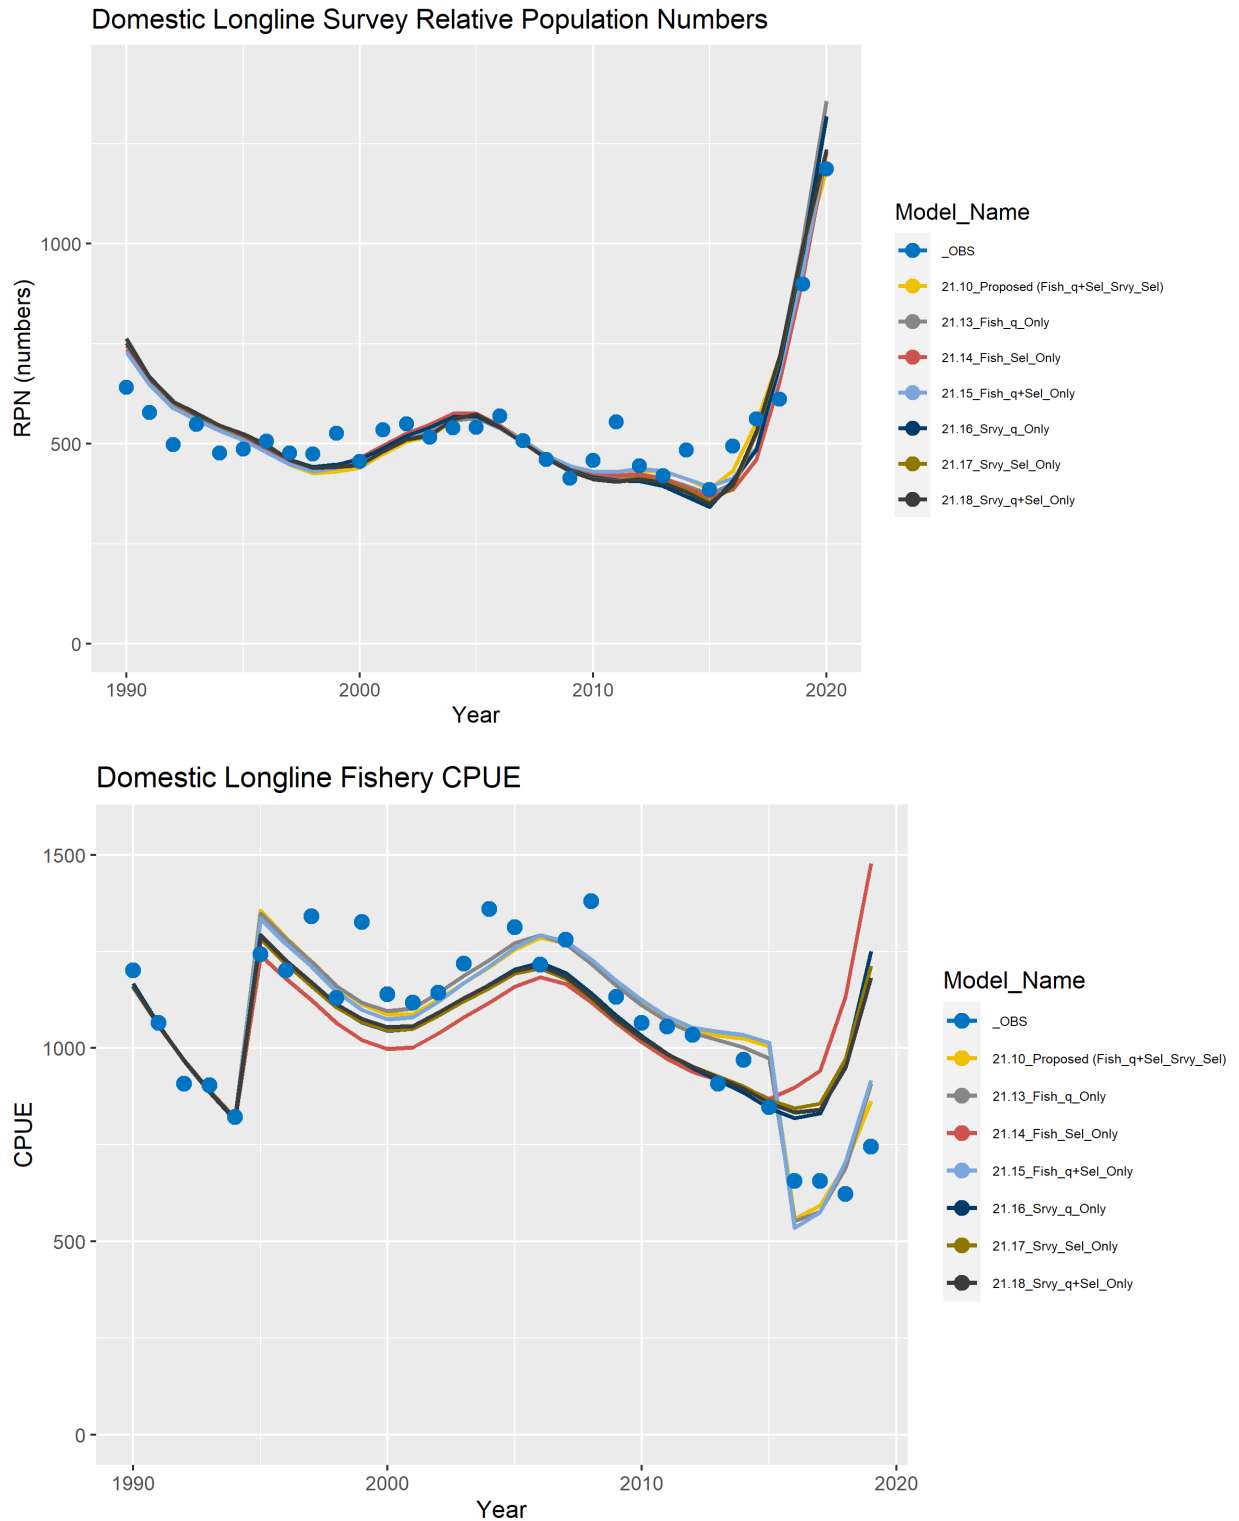 Domestic Longline Survey Relative Population Numbers
RPN (numbers)
1000
500
0
1990
2000
2010
2020
Year
Model_Name
_OBS
21.10_Proposed (Fish_q+Sel_Srvy_Sel)
21.13_Fish_q_Only
21.14_Fish_Sel_Only
21.15_Fish_q+Sel_Only
21.16_Srvy_q_Only
21.17_Srvy_Sel_Only
21.18_Srvy_q+Sel_Only
Domestic Longline Fishery CPUE
CPUE
1500
1000
500
0
1990
2000
2010
2020
Year
Model_Name
_OBS
21.10_Proposed (Fish_q+Sel_Srvy_Sel)
21.13_Fish_q_Only
21.14_Fish_Sel_Only
21.15_Fish_q+Sel_Only
21.16_Srvy_q_Only
21.17_Srvy_Sel_Only
21.18_Srvy_q+Sel_Only